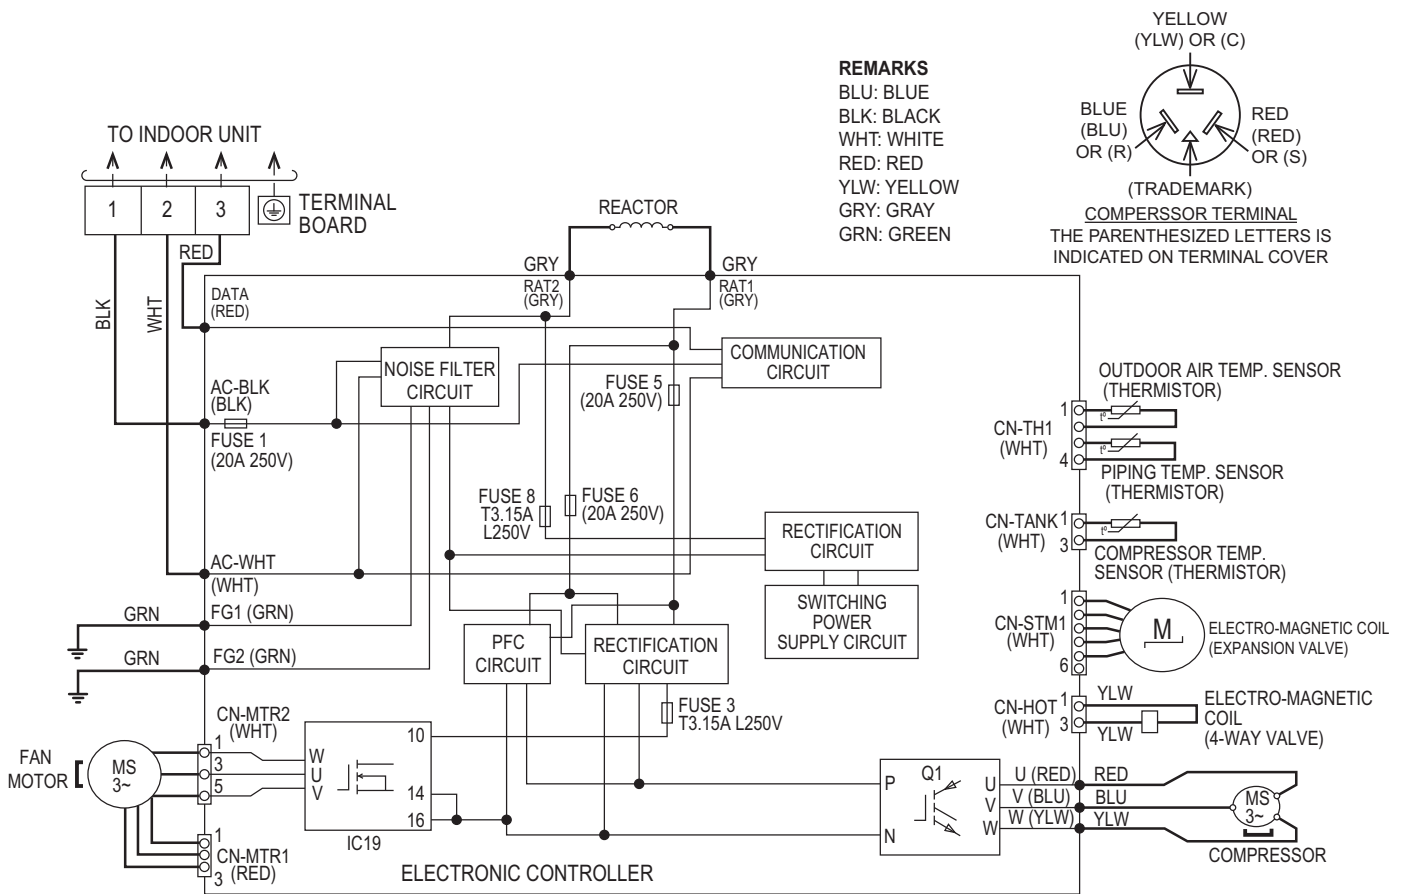 YELLOW
(YLW) OR (C)
BLUE
(BLU)
OR (R)
RED
(RED)
OR (S)
(TRADEMARK)
COMPERSSOR TERMINAL
THE PARENTHESIZED LETTERS IS
INDICATED ON TERMINAL COVER
REMARKS
BLU: BLUE
BLK: BLACK
WHT: WHITE
RED: RED
YLW: YELLOW
GRY: GRAY
GRN: GREEN
TO INDOOR UNIT
1 2 3
TERMINAL
BOARD
RED
BLK
WHT
REACTOR
GRY
GRY
RAT2
(GRY)
RAT1
(GRY)
DATA
(RED)
NOISE FILTER
CIRCUIT
COMMUNICATION
CIRCUIT
AC-BLK
(BLK)
FUSE 1
(20A 250V)
FUSE 5
(20A 250V)
FUSE 8
T3.15A
L250V
FUSE 6
(20A 250V)
RECTIFICATION
CIRCUIT
SWITCHING
POWER
SUPPLY CIRCUIT
AC-WHT
(WHT)
GRN
FG1 (GRN)
GRN
FG2 (GRN)
PFC
CIRCUIT
RECTIFICATION
CIRCUIT
FUSE 3
T3.15A L250V
OUTDOOR AIR TEMP. SENSOR
(THERMISTOR)
1
CN-TH1
(WHT)
4
t°
t°
PIPING TEMP. SENSOR
(THERMISTOR)
CN-TANK
(WHT)
1
3
t°
COMPRESSOR TEMP.
SENSOR (THERMISTOR)
1
CN-STM1
(WHT)
6
M
ELECTRO-MAGNETIC COIL
(EXPANSION VALVE)
CN-HOT
(WHT)
1
3
YLW
YLW
ELECTRO-MAGNETIC
COIL
(4-WAY VALVE)
CN-MTR2
(WHT)
1
3
5
FAN
MOTOR
MS
3~
W
U
V
10
14
16
IC19
1
CN-MTR1
(RED)
3
ELECTRONIC CONTROLLER
P
N
Q1
U
V
W
U (RED)
V (BLU)
W (YLW)
RED
BLU
YLW
MS
3~
COMPRESSOR